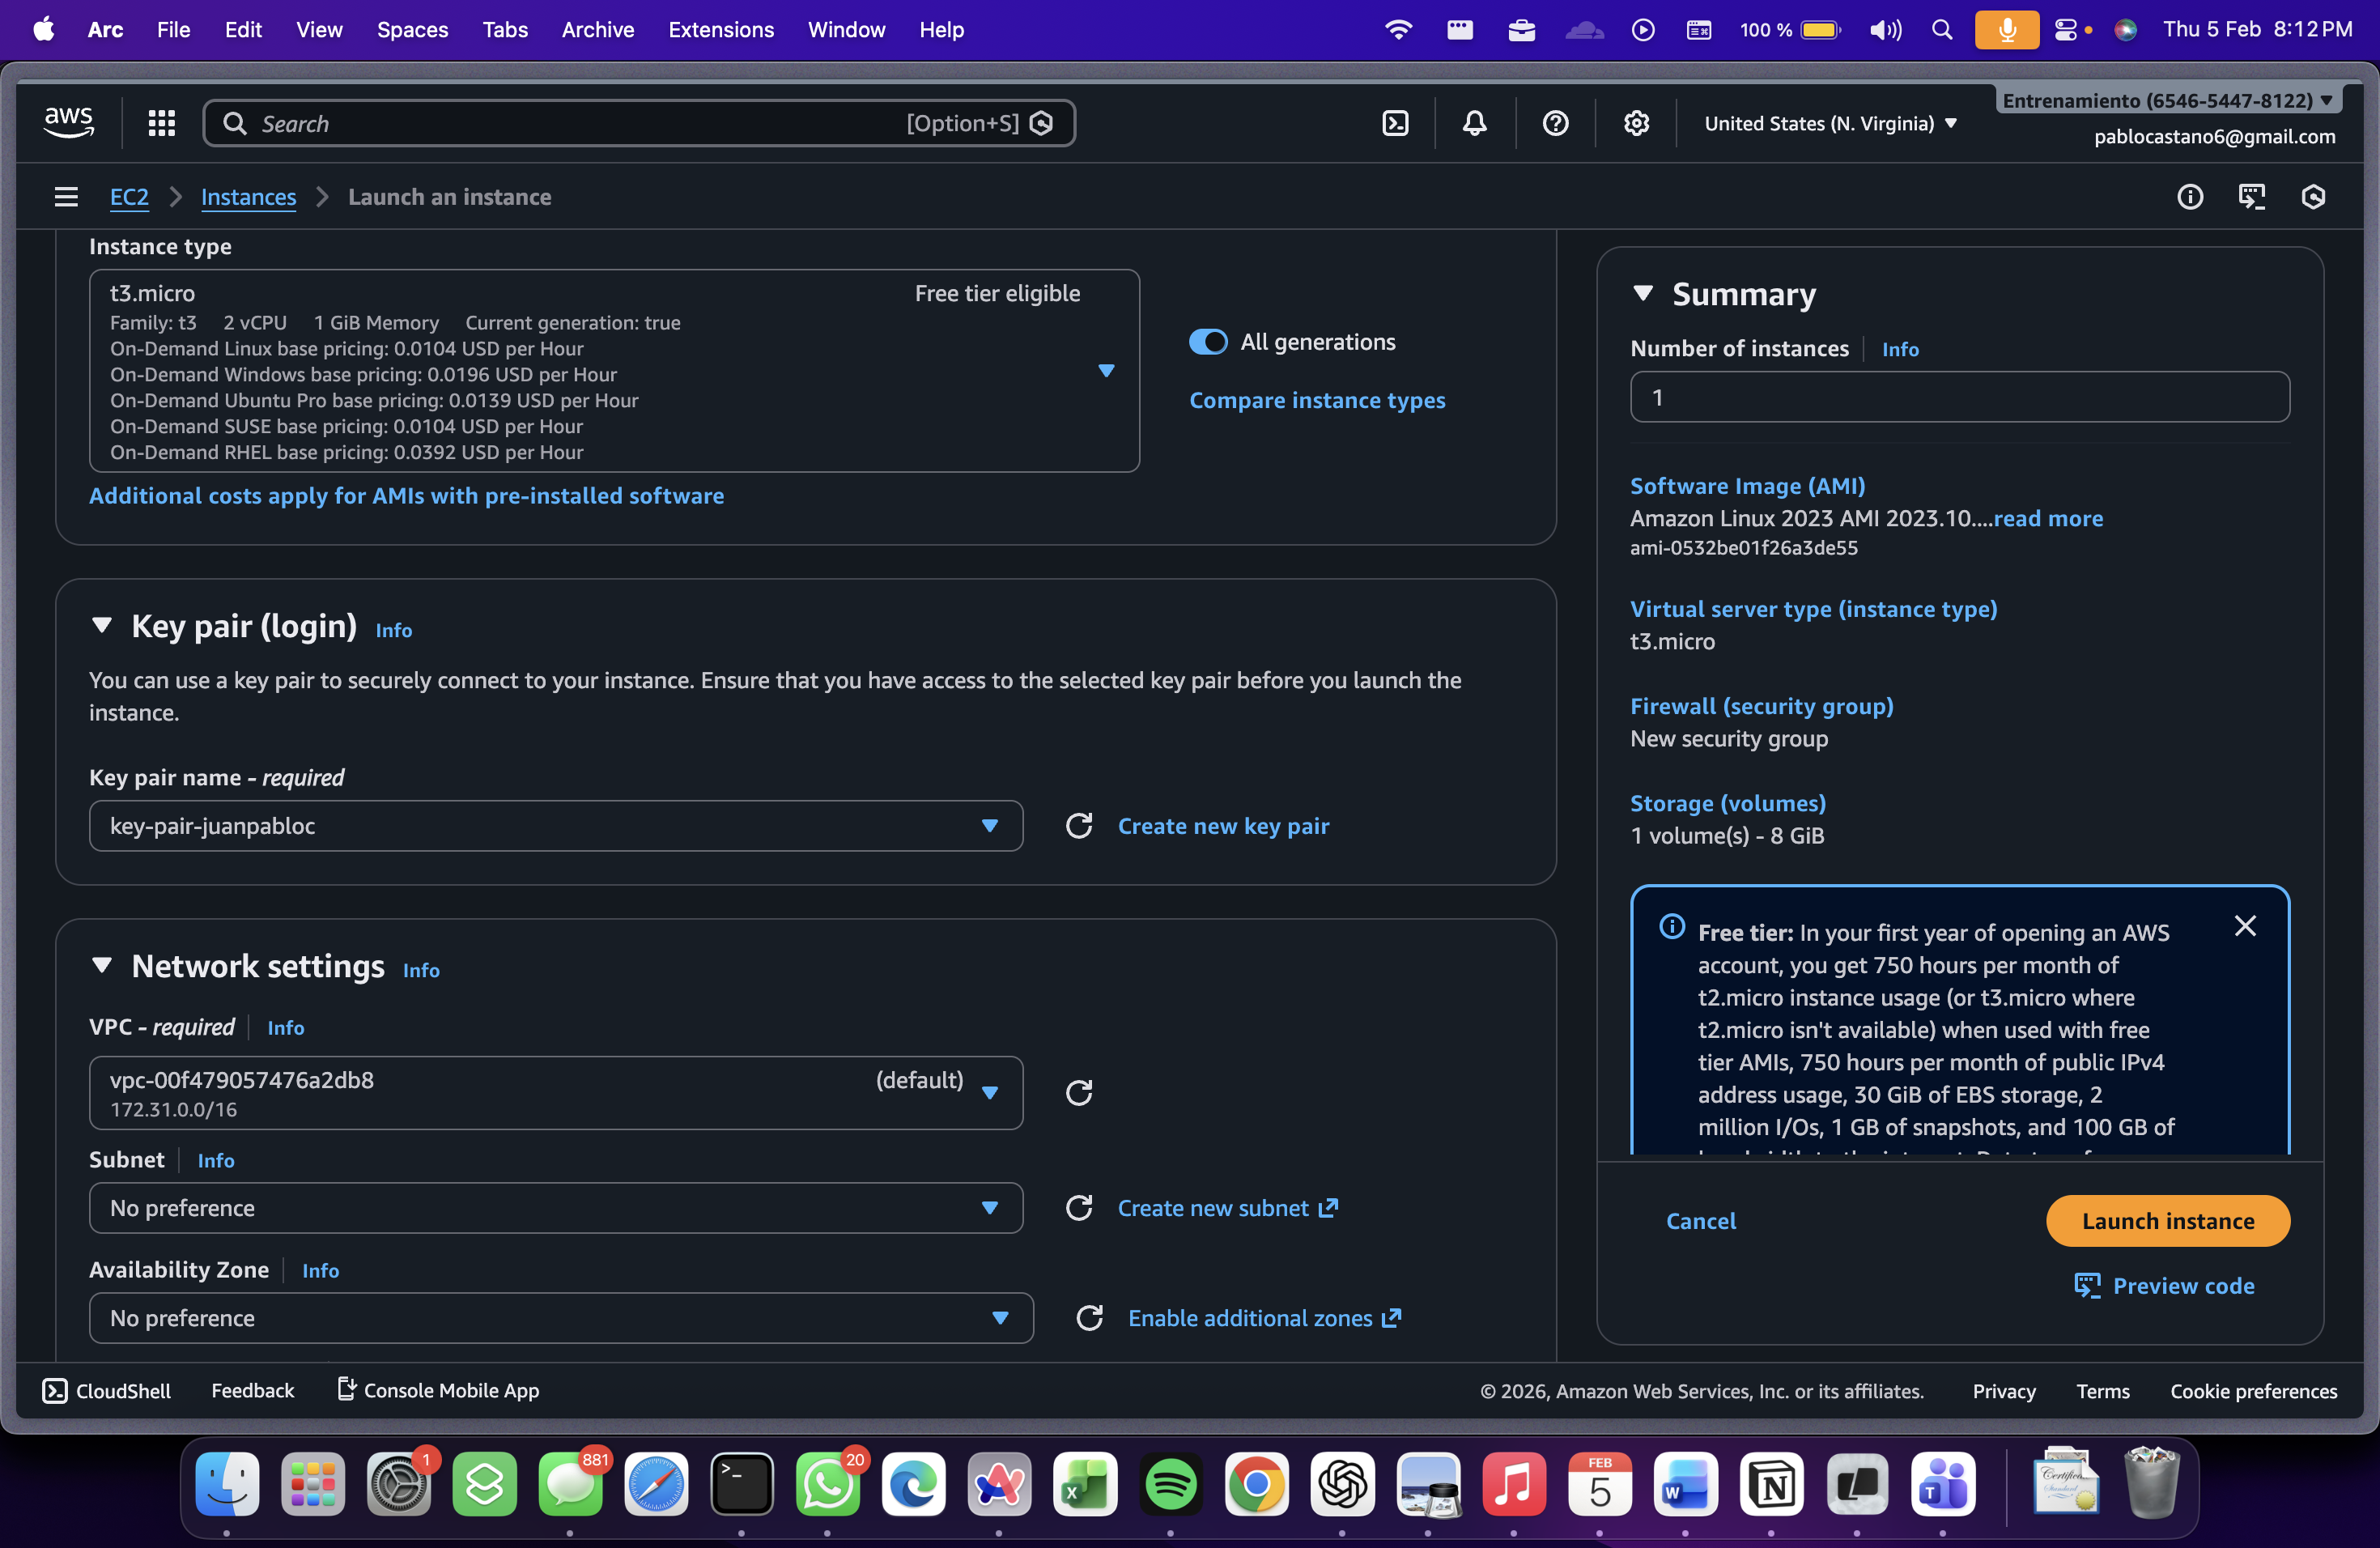 Arc File Edit View Spaces Tabs Archive Extensions Window Help 100 % Thu 5 Feb 8:12 PM
aws Search [Option+S] United States (N. Virginia) Entrenamiento (6546-5447-8122)
pablocastano6@gmail.com
EC2 Instances Launch an instance
Instance type
t3.micro Free tier eligible
Family: t3 2 vCPU 1 GiB Memory Current generation: true
On-Demand Linux base pricing: 0.0104 USD per Hour
On-Demand Windows base pricing: 0.0196 USD per Hour
On-Demand Ubuntu Pro base pricing: 0.0139 USD per Hour
On-Demand SUSE base pricing: 0.0104 USD per Hour
On-Demand RHEL base pricing: 0.0392 USD per Hour
All generations
Compare instance types
Additional costs apply for AMIs with pre-installed software
Key pair (login) Info
You can use a key pair to securely connect to your instance. Ensure that you have access to the selected key pair before you launch the
instance.
Key pair name - required
key-pair-juanpabloc Create new key pair
Network settings Info
VPC - required Info
vpc-00f479057476a2db8 (default)
172.31.0.0/16
Subnet Info
No preference Create new subnet
Availability Zone Info
No preference Enable additional zones
Summary
Number of instances Info
1
Software Image (AMI)
Amazon Linux 2023 AMI 2023.10....read more
ami-0532be01f26a3de55
Virtual server type (instance type)
t3.micro
Firewall (security group)
New security group
Storage (volumes)
1 volume(s) - 8 GiB
Free tier: In your first year of opening an AWS
account, you get 750 hours per month of
t2.micro instance usage (or t3.micro where
t2.micro isn't available) when used with free
tier AMIs, 750 hours per month of public IPv4
address usage, 30 GiB of EBS storage, 2
million I/Os, 1 GB of snapshots, and 100 GB of
Cancel Launch instance
Preview code
CloudShell Feedback Console Mobile App © 2026, Amazon Web Services, Inc. or its affiliates. Privacy Terms Cookie preferences
1 881 20 FEB
5